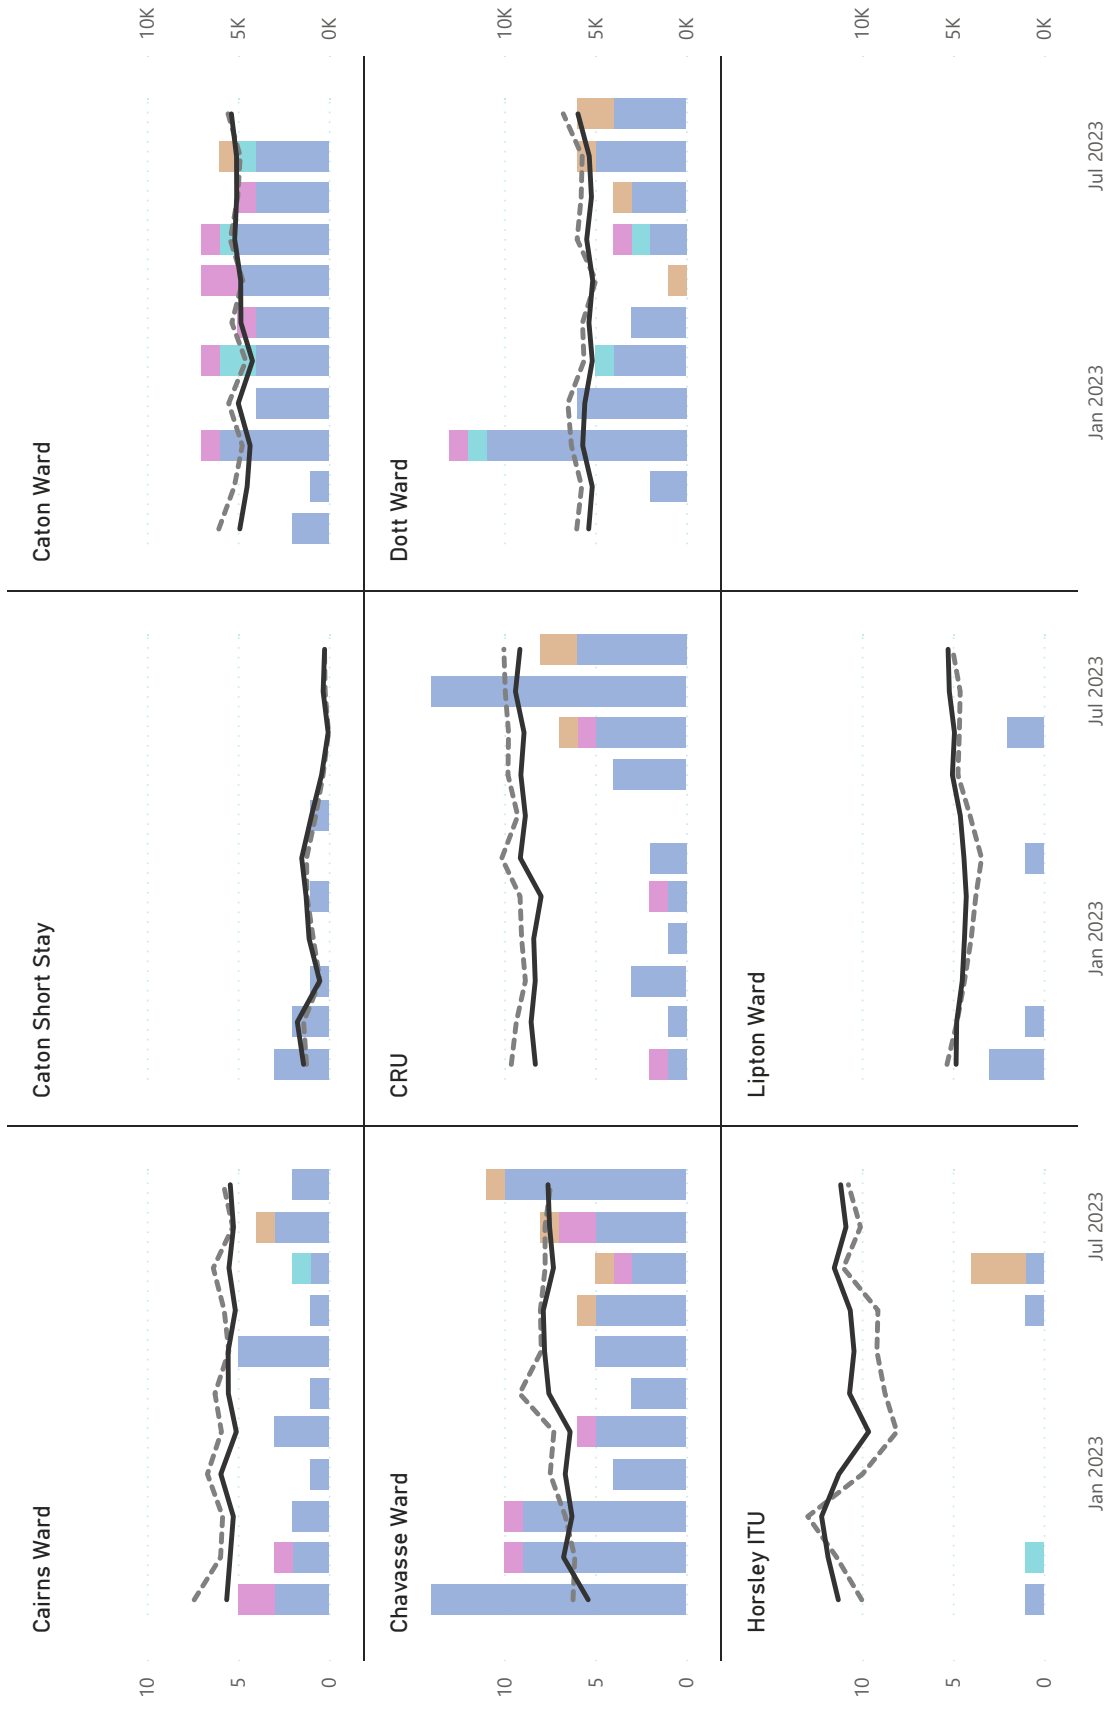 Cairns Ward
Caton Short Stay
Caton Ward
10
10K
5
5K
0
0K
Chavasse Ward
CRU
Dott Ward
10
10K
5
5K
0
0K
Horsley ITU
Lipton Ward
10
10K
5
5K
0
0K
Jan 2023
Jul 2023
Jan 2023
Jul 2023
Jan 2023
Jul 2023